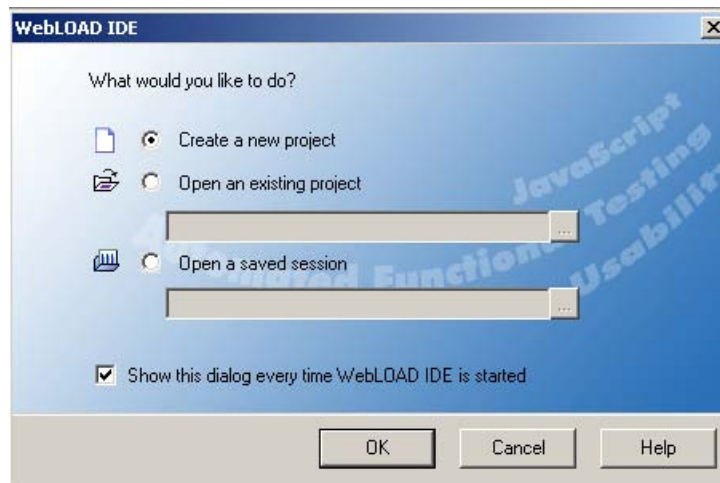 WebLOAD IDE
What would you like to do?
Create a new project
Open an existing project
...
Open a saved session
...
Show this dialog every time WebLOAD IDE is started
OK
Cancel
Help
JavaScript
Functional Testing
Usability